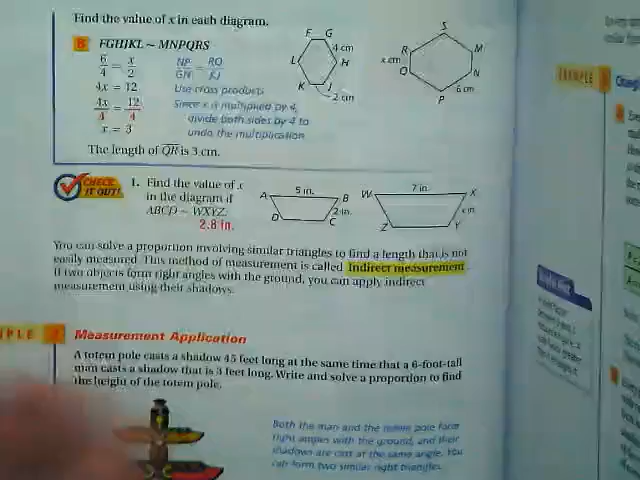 Find the value of x in each diagram.
B FGHJKL ~ MNPQRS
F G
4 cm
L H
K J
2 cm
S
R M
x cm
Q N
6 cm
P
6/4 = x/2
NP/GH = RQ/KJ
4x = 12 Use cross products
4x/4 = 12/4 Since x is multiplied by 4,
divide both sides by 4 to
x = 3 undo the multiplication
The length of QR is 3 cm.
CHECK IT OUT!
1. Find the value of x
in the diagram if
ABCD ~ WXYZ.
2.8 in.
A 5 in. B
2 in.
D C
W 7 in. X
x in.
Z Y
You can solve a proportion involving similar triangles to find a length that is not
easily measured. This method of measurement is called indirect measurement
If two objects form right angles with the ground, you can apply indirect
measurement using their shadows.
Measurement Application
A totem pole casts a shadow 45 feet long at the same time that a 6-foot-tall
man casts a shadow that is 3 feet long. Write and solve a proportion to find
the height of the totem pole.
Both the man and the totem pole form
right angles with the ground, and their
shadows are cast at the same angle. You
can form two similar right triangles.
EXAMPLE